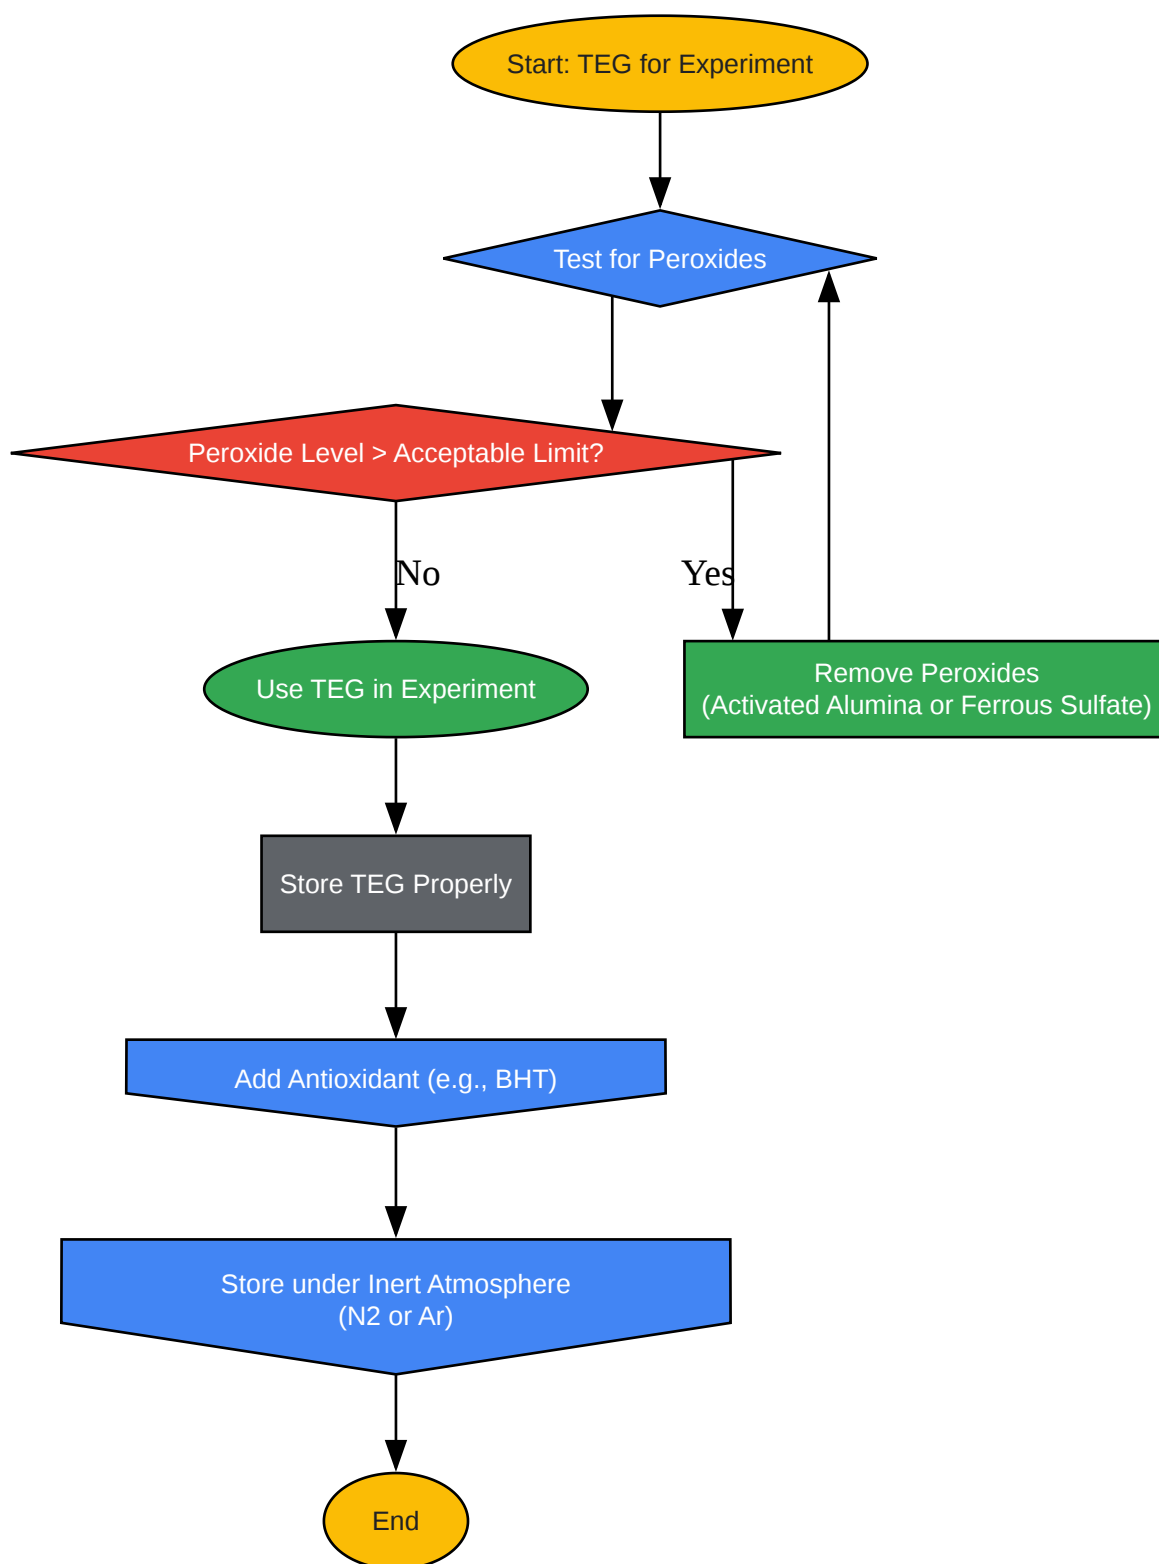 Start: TEG for Experiment
Test for Peroxides
Peroxide Level > Acceptable Limit?
No
Yes
Use TEG in Experiment
Remove Peroxides
(Activated Alumina or Ferrous Sulfate)
Store TEG Properly
Add Antioxidant (e.g., BHT)
Store under Inert Atmosphere
(N2 or Ar)
End